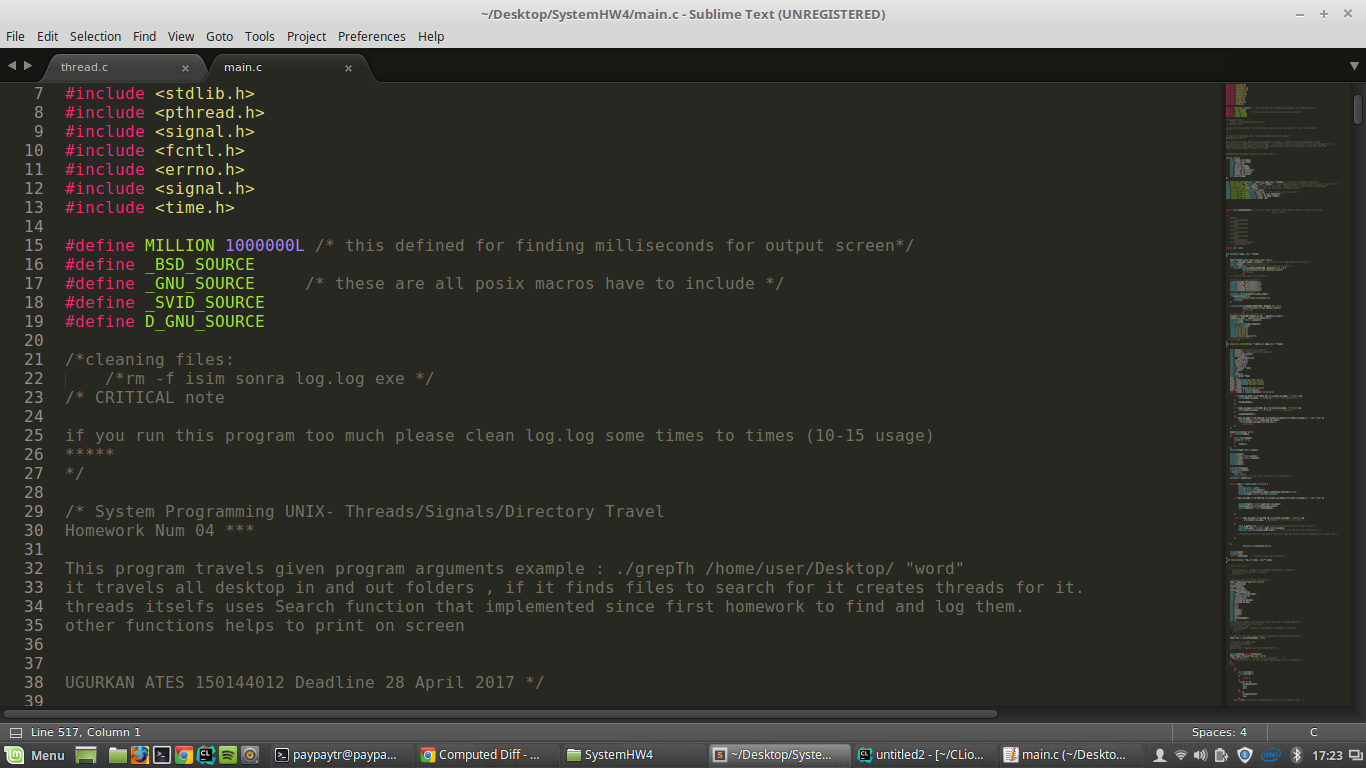 ~/Desktop/SystemHW4/main.c - Sublime Text (UNREGISTERED)
File Edit Selection Find View Goto Tools Project Preferences Help
thread.c main.c
7 #include <stdlib.h>
8 #include <pthread.h>
9 #include <signal.h>
10 #include <fcntl.h>
11 #include <errno.h>
12 #include <signal.h>
13 #include <time.h>
14
15 #define MILLION 1000000L /* this defined for finding milliseconds for output screen*/
16 #define _BSD_SOURCE
17 #define _GNU_SOURCE     /* these are all posix macros have to include */
18 #define _SVID_SOURCE
19 #define D_GNU_SOURCE
20
21 /*cleaning files:
22     /*rm -f isim sonra log.log exe */
23 /* CRITICAL note
24
25 if you run this program too much please clean log.log some times to times (10-15 usage)
26 *****
27 */
28
29 /* System Programming UNIX- Threads/Signals/Directory Travel
30 Homework Num 04 ***
31
32 This program travels given program arguments example : ./grepTh /home/user/Desktop/ "word"
33 it travels all desktop in and out folders , if it finds files to search for it creates threads for it.
34 threads itselfs uses Search function that implemented since first homework to find and log them.
35 other functions helps to print on screen
36
37
38 UGURKAN ATES 150144012 Deadline 28 April 2017 */
39
Line 517, Column 1 Spaces: 4 C
Menu paypaytr@paypa... Computed Diff - ... SystemHW4 ~/Desktop/Syste... untitled2 - [~/CLio... main.c (~/Deskto... 17:23